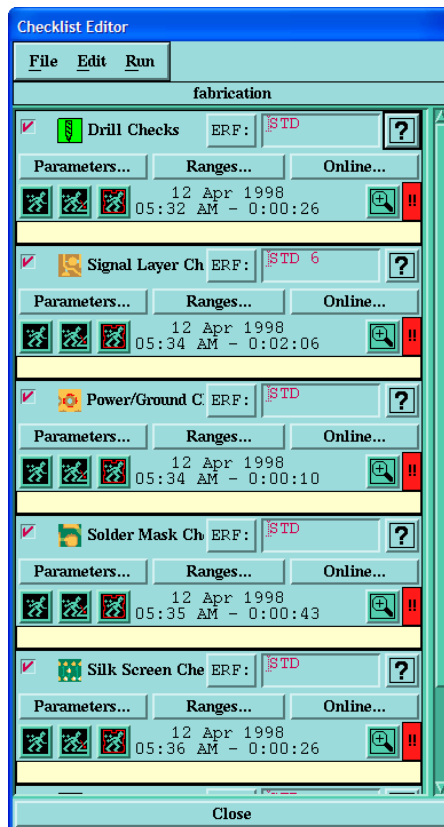 Checklist Editor
File Edit Run
fabrication
Drill Checks ERF: STD ?
Parameters... Ranges... Online...
12 Apr 1998
05:32 AM - 0:00:26 !!
Signal Layer Ch ERF: STD 6 ?
Parameters... Ranges... Online...
12 Apr 1998
05:34 AM - 0:02:06 !!
Power/Ground C ERF: STD ?
Parameters... Ranges... Online...
12 Apr 1998
05:34 AM - 0:00:10 !!
Solder Mask Ch ERF: STD ?
Parameters... Ranges... Online...
12 Apr 1998
05:35 AM - 0:00:43 !!
Silk Screen Che ERF: STD ?
Parameters... Ranges... Online...
12 Apr 1998
05:36 AM - 0:00:26 !!
Close